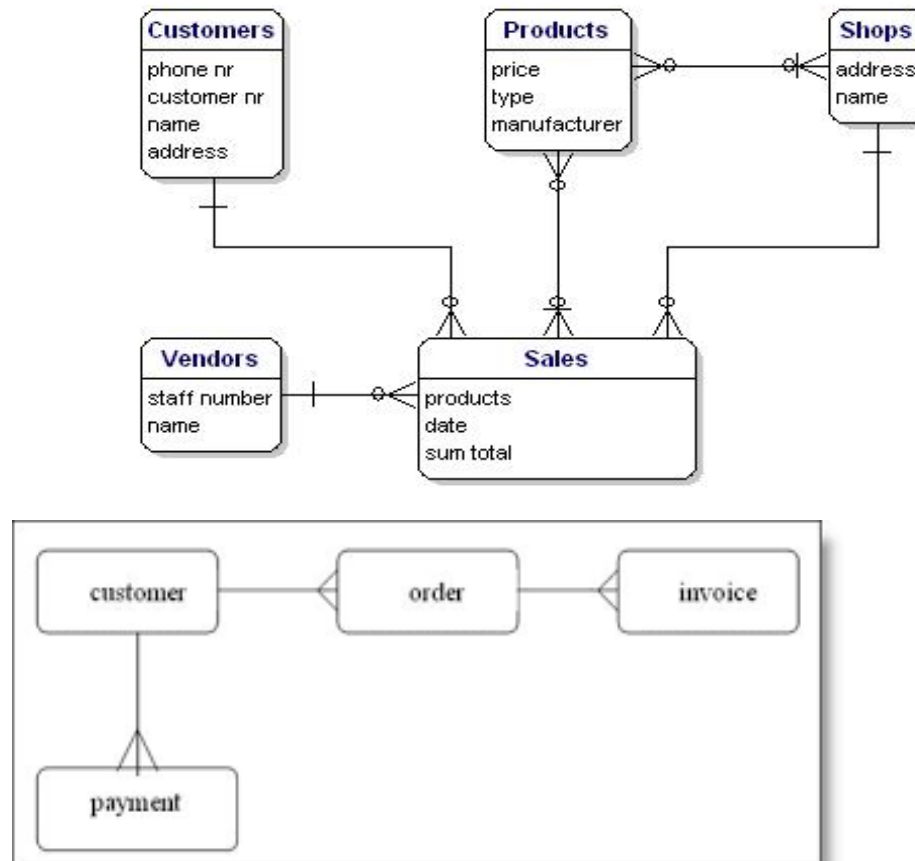 Customers
phone nr
customer nr
name
address
Products
price
type
manufacturer
Shops
address
name
Vendors
staff number
name
Sales
products
date
sum total
customer
order
invoice
payment